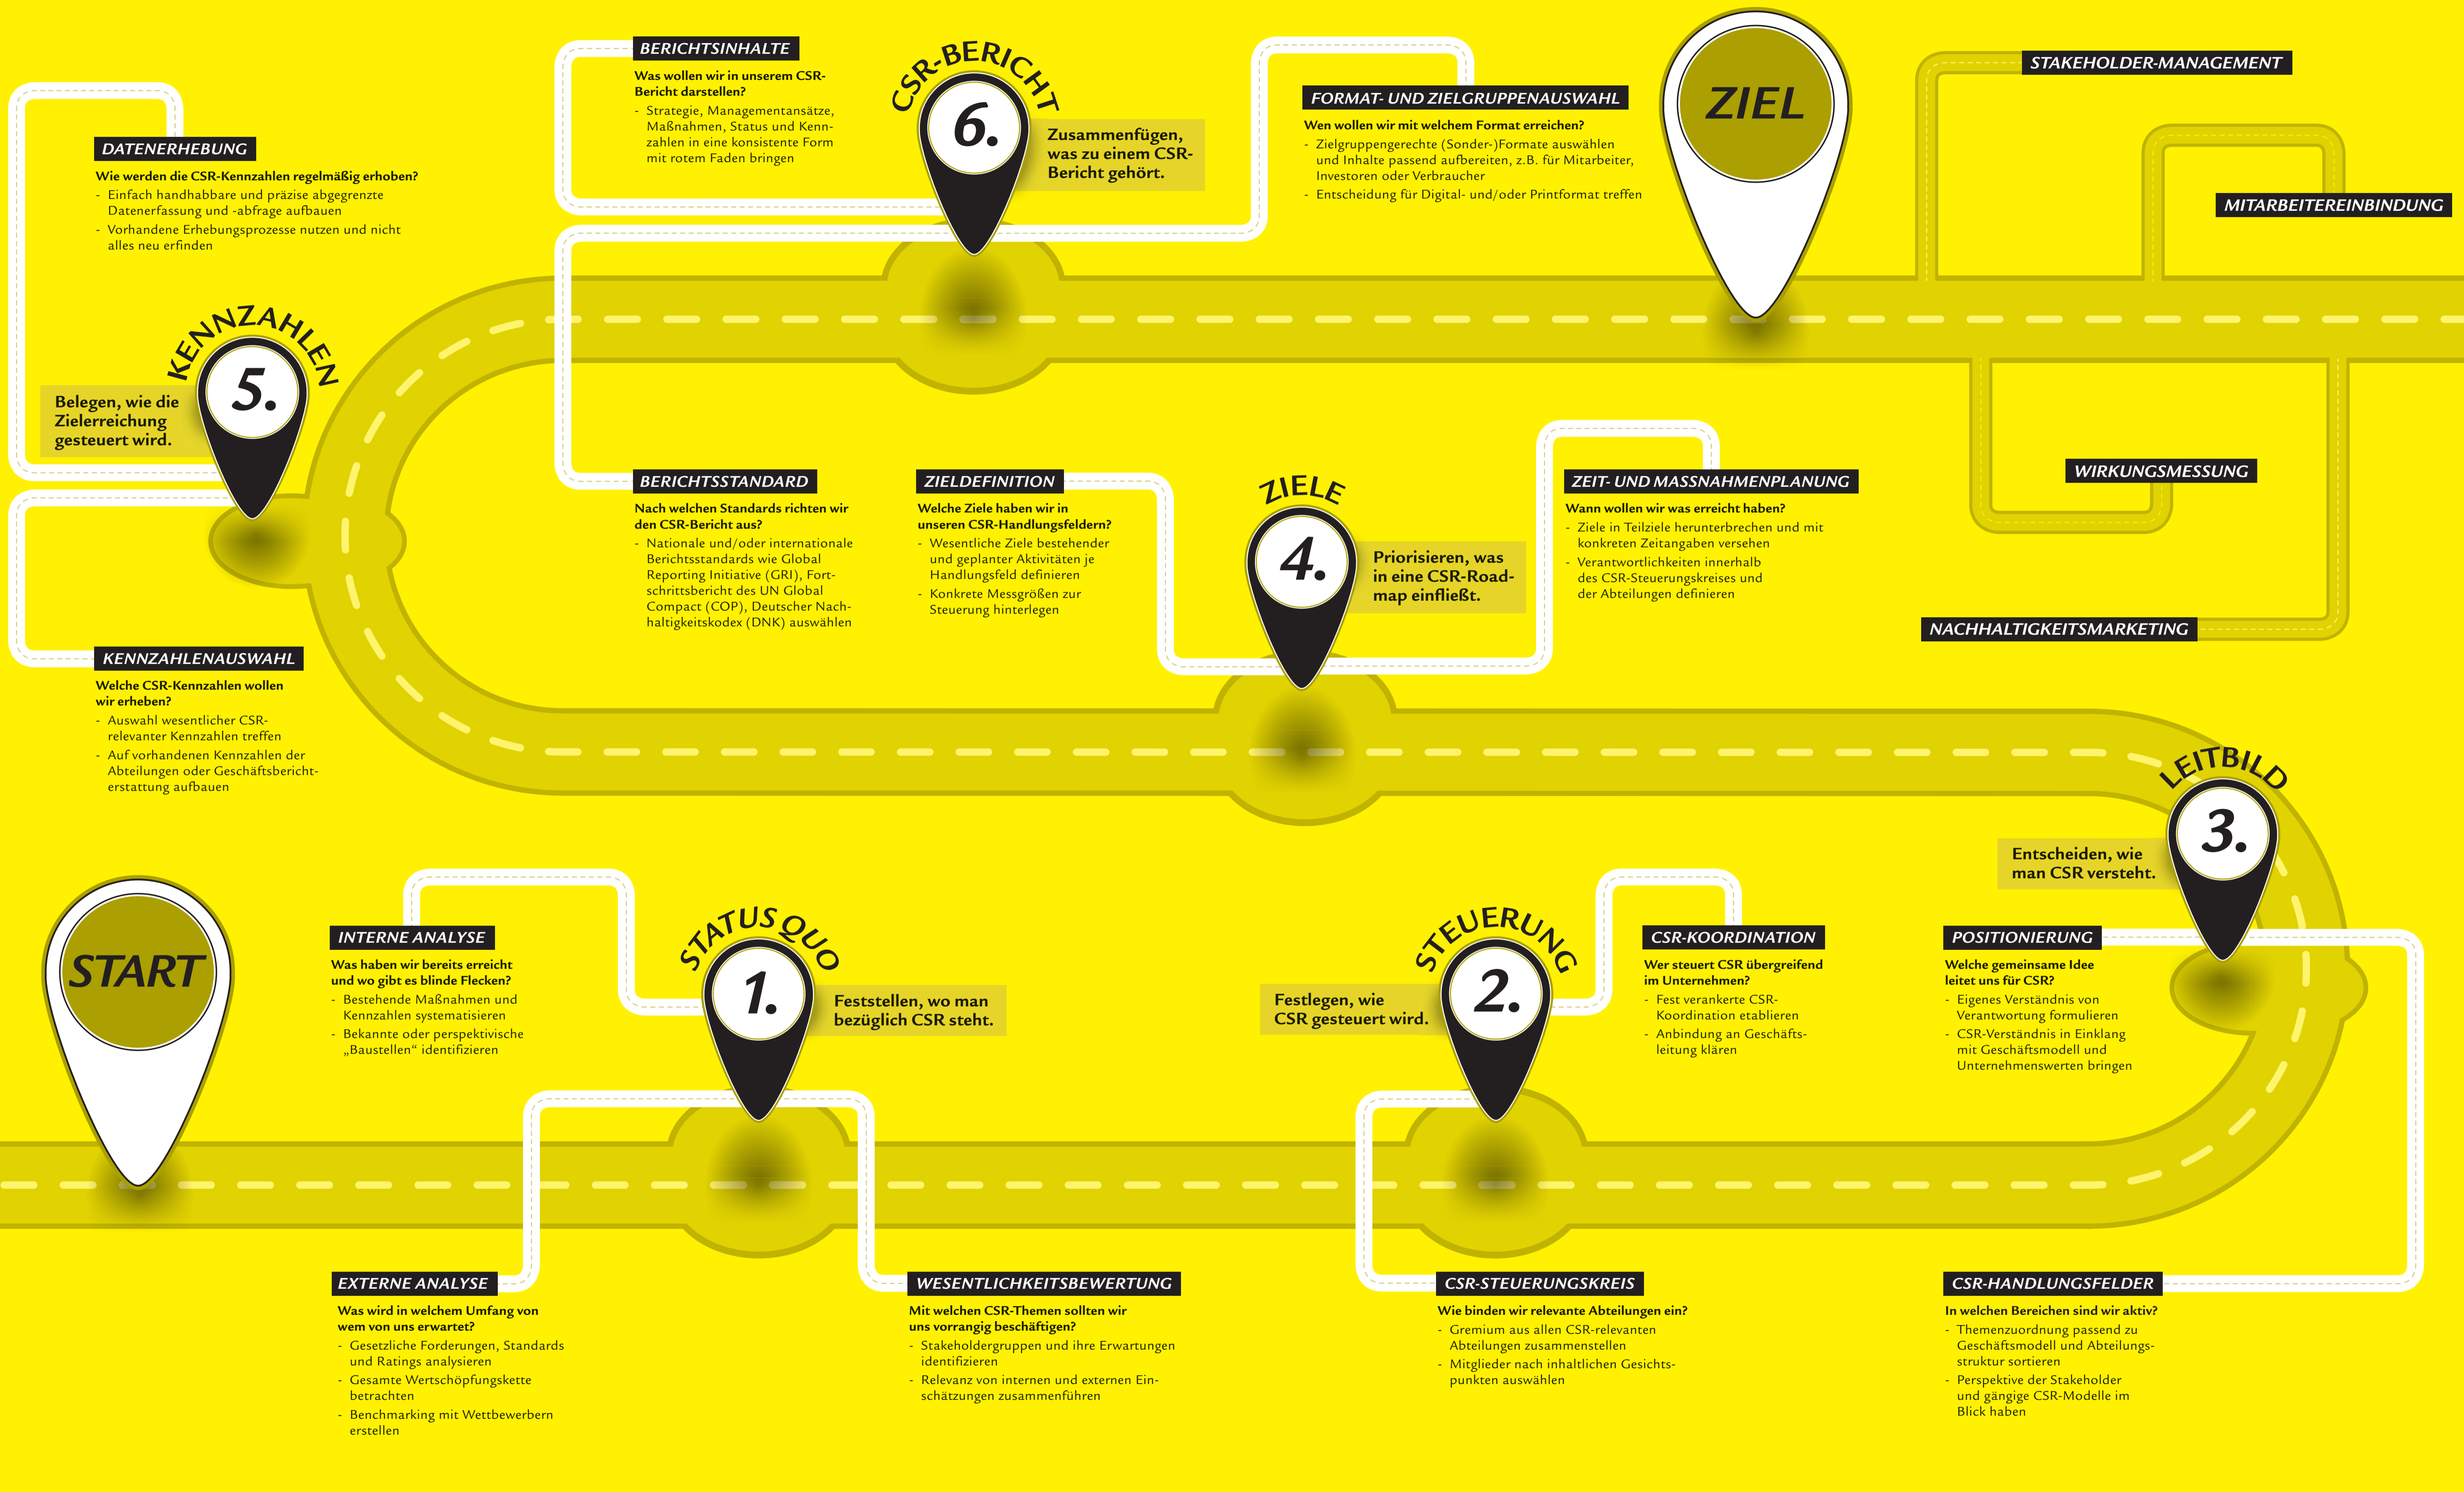 START
INTERNE ANALYSE
Was haben wir bereits erreicht
und wo gibt es blinde Flecken?
- Bestehende Maßnahmen und
Kennzahlen systematisieren
- Bekannte oder perspektivische
„Baustellen“ identifizieren
STATUS QUO
1.
Feststellen, wo man
bezüglich CSR steht.
EXTERNE ANALYSE
Was wird in welchem Umfang von
wem von uns erwartet?
- Gesetzliche Forderungen, Standards
und Ratings analysieren
- Gesamte Wertschöpfungskette
betrachten
- Benchmarking mit Wettbewerbern
erstellen
WESENTLICHKEITSBEWERTUNG
Mit welchen CSR-Themen sollten wir
uns vorrangig beschäftigen?
- Stakeholdergruppen und ihre Erwartungen
identifizieren
- Relevanz von internen und externen Ein-
schätzungen zusammenführen
STEUERUNG
2.
Festlegen, wie
CSR gesteuert wird.
CSR-KOORDINATION
Wer steuert CSR übergreifend
im Unternehmen?
- Fest verankerte CSR-
Koordination etablieren
- Anbindung an Geschäfts-
leitung klären
CSR-STEUERUNGSKREIS
Wie binden wir relevante Abteilungen ein?
- Gremium aus allen CSR-relevanten
Abteilungen zusammenstellen
- Mitglieder nach inhaltlichen Gesichts-
punkten auswählen
LEITBILD
3.
Entscheiden, wie
man CSR versteht.
POSITIONIERUNG
Welche gemeinsame Idee
leitet uns für CSR?
- Eigenes Verständnis von
Verantwortung formulieren
- CSR-Verständnis in Einklang
mit Geschäftsmodell und
Unternehmenswerten bringen
CSR-HANDLUNGSFELDER
In welchen Bereichen sind wir aktiv?
- Themenzuordnung passend zu
Geschäftsmodell und Abteilungs-
struktur sortieren
- Perspektive der Stakeholder
und gängige CSR-Modelle im
Blick haben
ZIELE
4.
Priorisieren, was
in eine CSR-Road-
map einfließt.
ZIELDEFINITION
Welche Ziele haben wir in
unseren CSR-Handlungsfeldern?
- Wesentliche Ziele bestehender
und geplanter Aktivitäten je
Handlungsfeld definieren
- Konkrete Messgrößen zur
Steuerung hinterlegen
ZEIT- UND MASSNAHMENPLANUNG
Wann wollen wir was erreicht haben?
- Ziele in Teilziele herunterbrechen und mit
konkreten Zeitangaben versehen
- Verantwortlichkeiten innerhalb
des CSR-Steuerungskreises und
der Abteilungen definieren
KENNZAHLEN
5.
Belegen, wie die
Zielerreichung
gesteuert wird.
DATENERHEBUNG
Wie werden die CSR-Kennzahlen regelmäßig erhoben?
- Einfach handhabbare und präzise abgegrenzte
Datenerfassung und -abfrage aufbauen
- Vorhandene Erhebungsprozesse nutzen und nicht
alles neu erfinden
KENNZAHLENAUSWAHL
Welche CSR-Kennzahlen wollen
wir erheben?
- Auswahl wesentlicher CSR-
relevanter Kennzahlen treffen
- Auf vorhandenen Kennzahlen der
Abteilungen oder Geschäftsbericht-
erstattung aufbauen
CSR-BERICHT
6.
Zusammenfügen,
was zu einem CSR-
Bericht gehört.
BERICHTSINHALTE
Was wollen wir in unserem CSR-
Bericht darstellen?
- Strategie, Managementansätze,
Maßnahmen, Status und Kenn-
zahlen in eine konsistente Form
mit rotem Faden bringen
BERICHTSSTANDARD
Nach welchen Standards richten wir
den CSR-Bericht aus?
- Nationale und/oder internationale
Berichtsstandards wie Global
Reporting Initiative (GRI), Fort-
schrittsbericht des UN Global
Compact (COP), Deutscher Nach-
haltigkeitskodex (DNK) auswählen
FORMAT- UND ZIELGRUPPENAUSWAHL
Wen wollen wir mit welchem Format erreichen?
- Zielgruppengerechte (Sonder-)Formate auswählen
und Inhalte passend aufbereiten, z.B. für Mitarbeiter,
Investoren oder Verbraucher
- Entscheidung für Digital- und/oder Printformat treffen
ZIEL
STAKEHOLDER-MANAGEMENT
MITARBEITEREINBINDUNG
WIRKUNGSMESSUNG
NACHHALTIGKEITSMARKETING